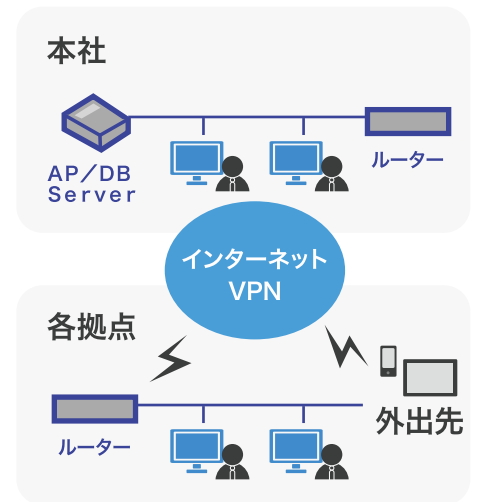 本社
AP／DB
Server
ルーター
インターネット
VPN
各拠点
外出先
ルーター